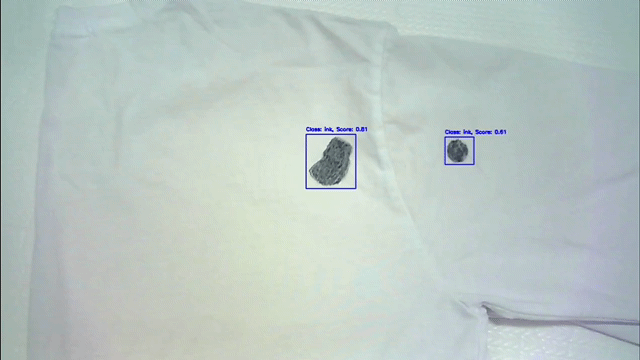 Class: ink, Score: 0.81
Class: ink, Score: 0.61